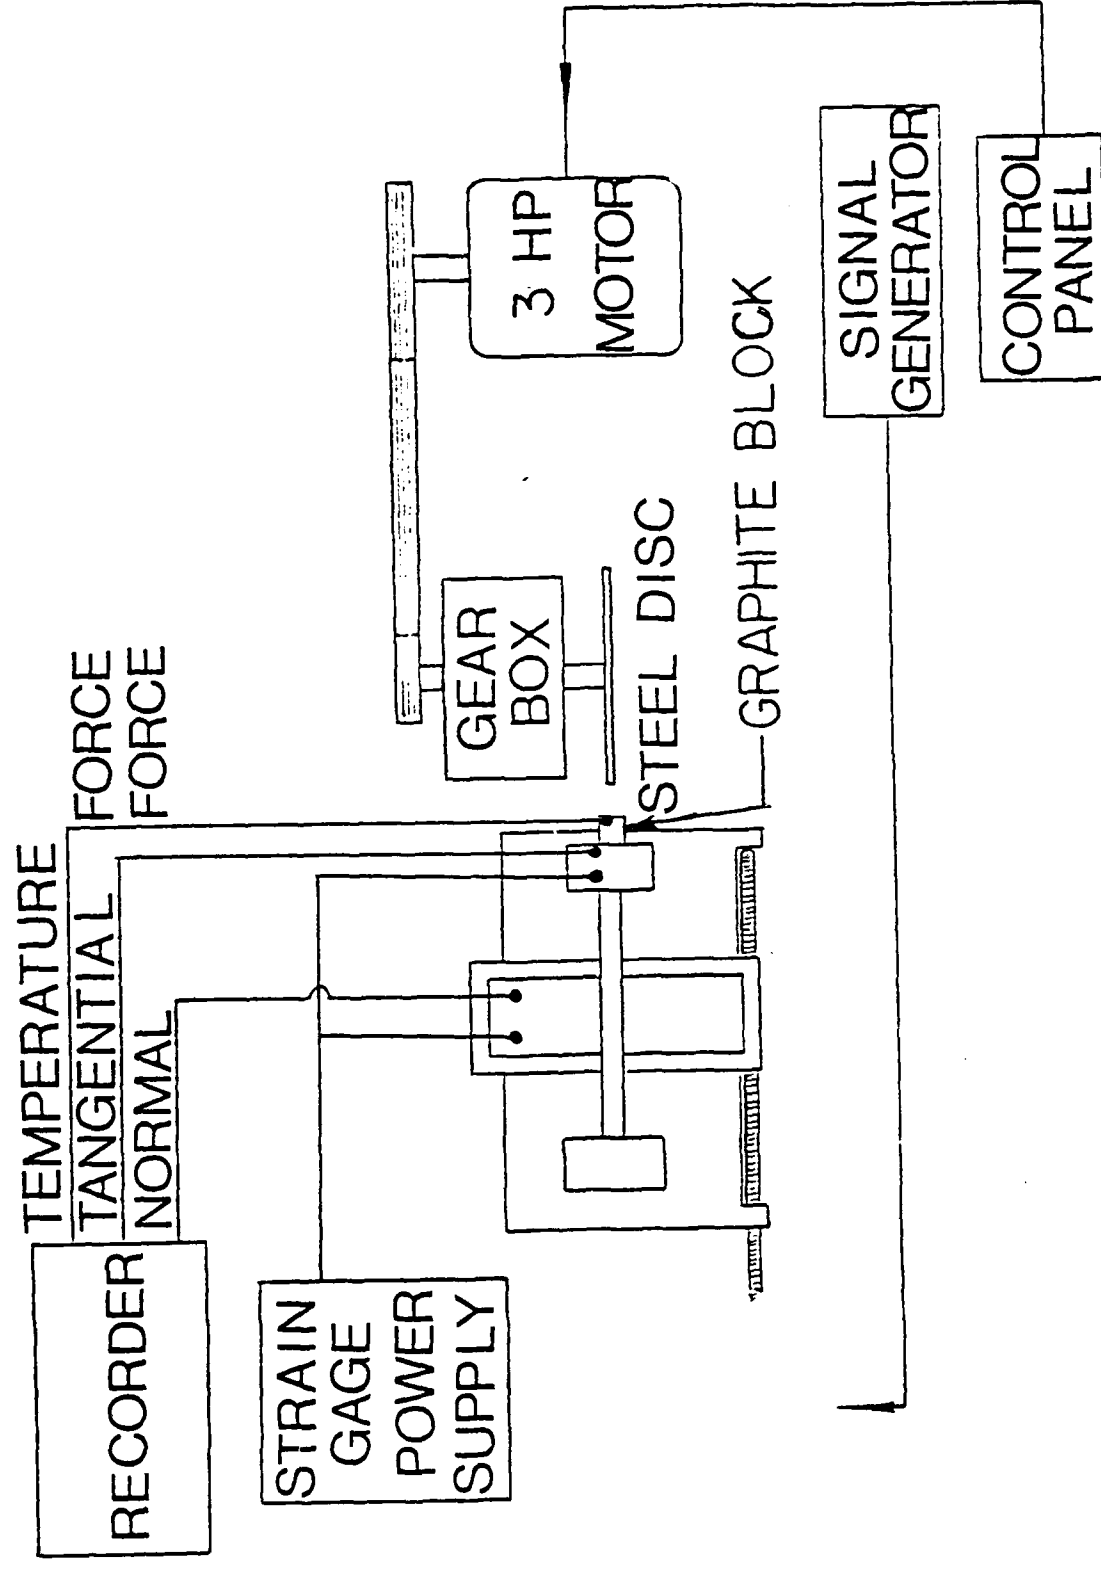 TEMPERATURE
TANGENTIAL FORCE
NORMAL FORCE
RECORDER
STRAIN
GAGE
POWER
SUPPLY
GEAR
BOX
3 HP
MOTOR
STEEL DISC
GRAPHITE BLOCK
SIGNAL
GENERATOR
CONTROL
PANEL